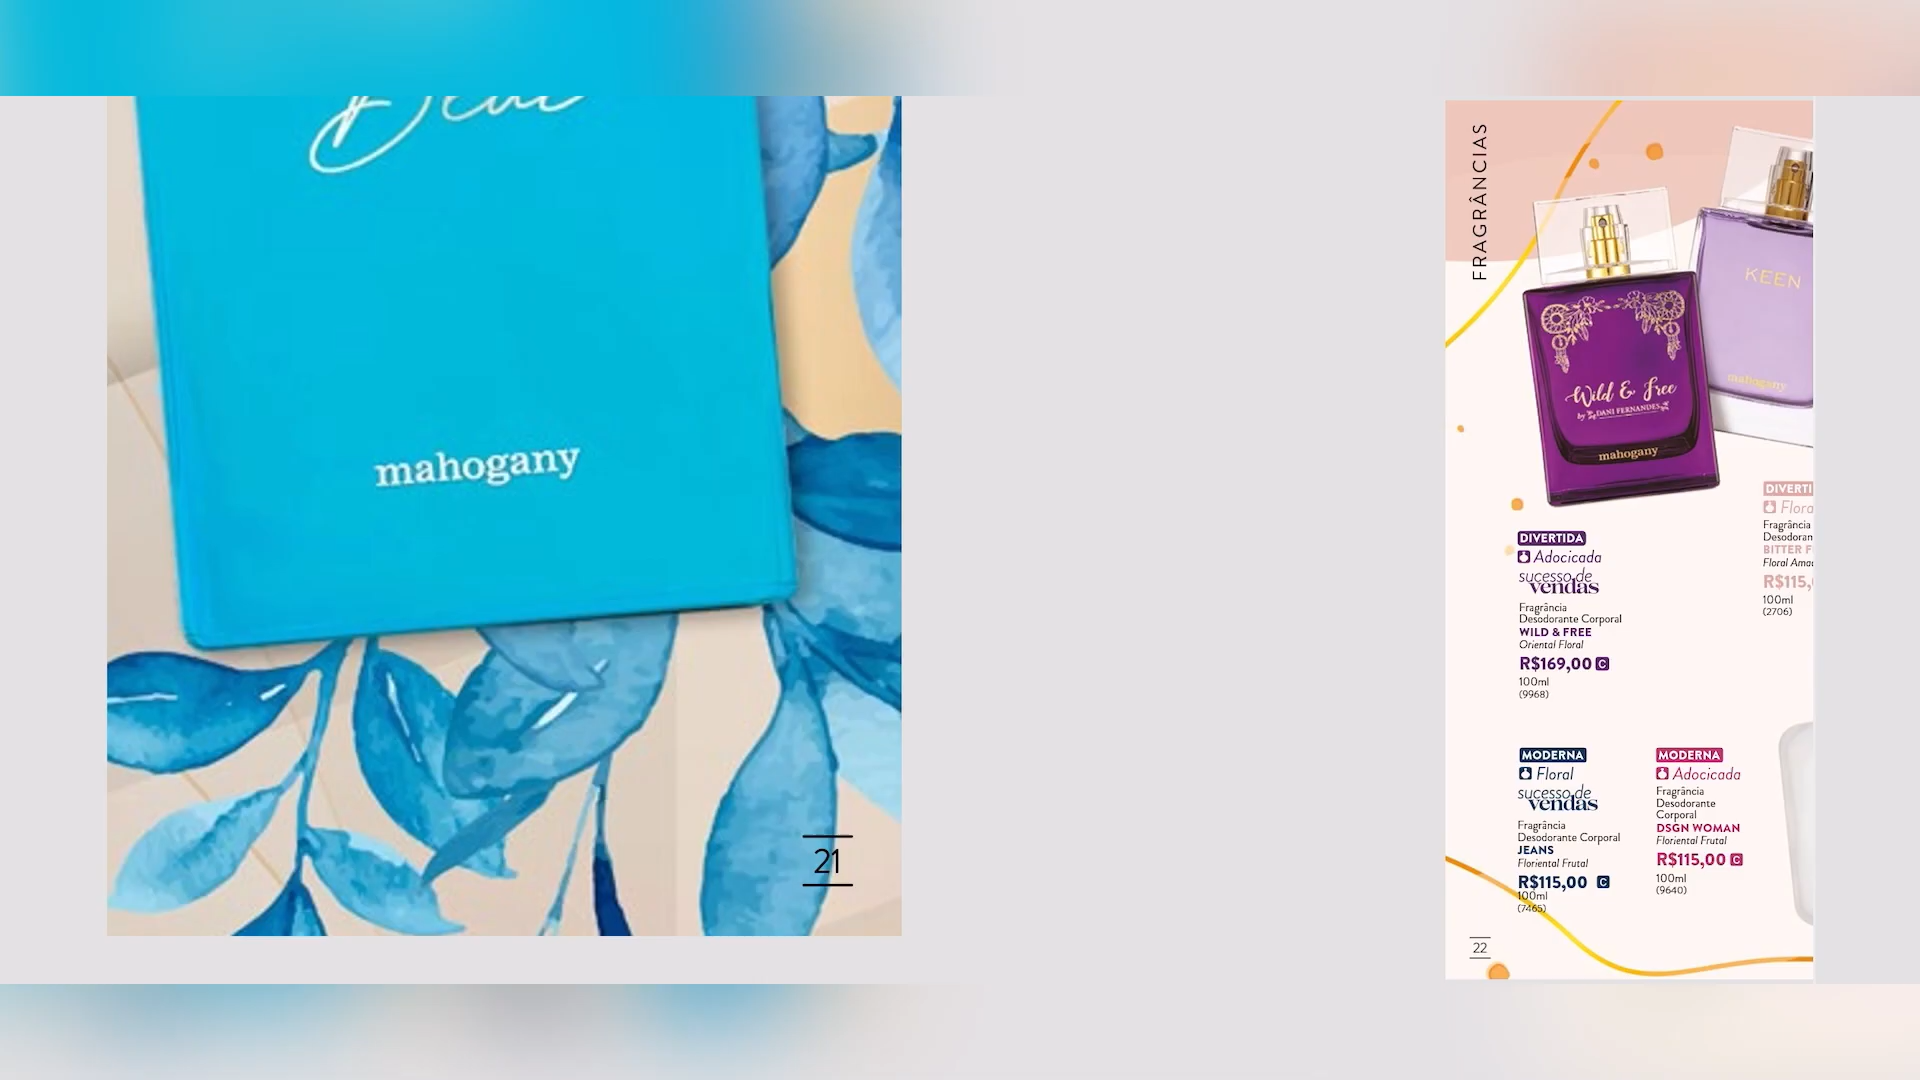 mahogany
21
FRAGRÂNCIAS
KEEN
mahogany
Wild & Free
By DANI FERNANDES
mahogany
DIVERTIDA
Adocicada
sucesso de
vendas
Fragrância
Desodorante Corporal
WILD & FREE
Oriental Floral
R$169,00 C
100ml
(9968)
Fragrância
R$115,
100ml
(2706)
MODERNA
Floral
sucesso de
vendas
Fragrância
Desodorante Corporal
JEANS
Floriental Frutal
R$115,00 C
100ml
(7465)
MODERNA
Adocicada
Fragrância
Desodorante
Corporal
DSGN WOMAN
Floriental Frutal
R$115,00 C
100ml
(9640)
22